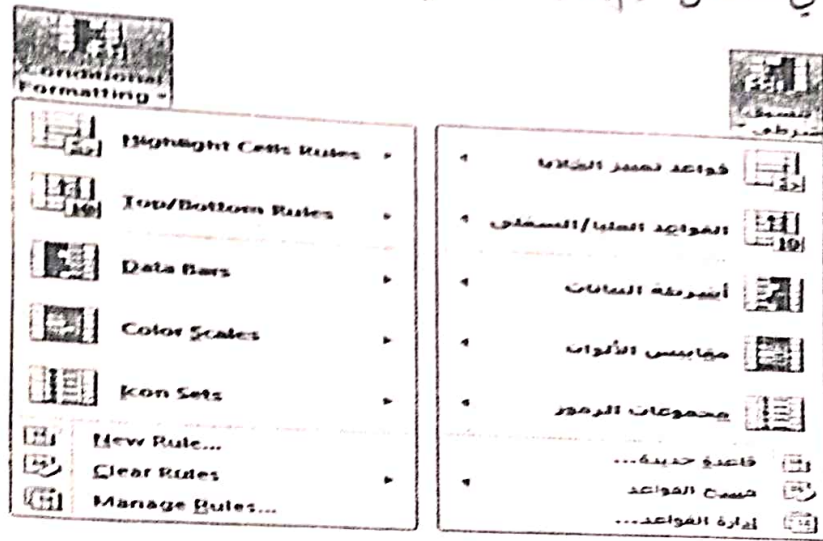 Conditional
Formatting
Highlight Cells Rules
Top/Bottom Rules
Data Bars
Color Scales
Icon Sets
New Rule...
Clear Rules
Manage Rules...
تنسيق
شرطي
قواعد تمييز الخلايا
القواعد العليا/السفلى
أشرطة البيانات
مقاييس الألوان
مجموعات الرموز
قاعدة جديدة...
مسح القواعد
إدارة القواعد...